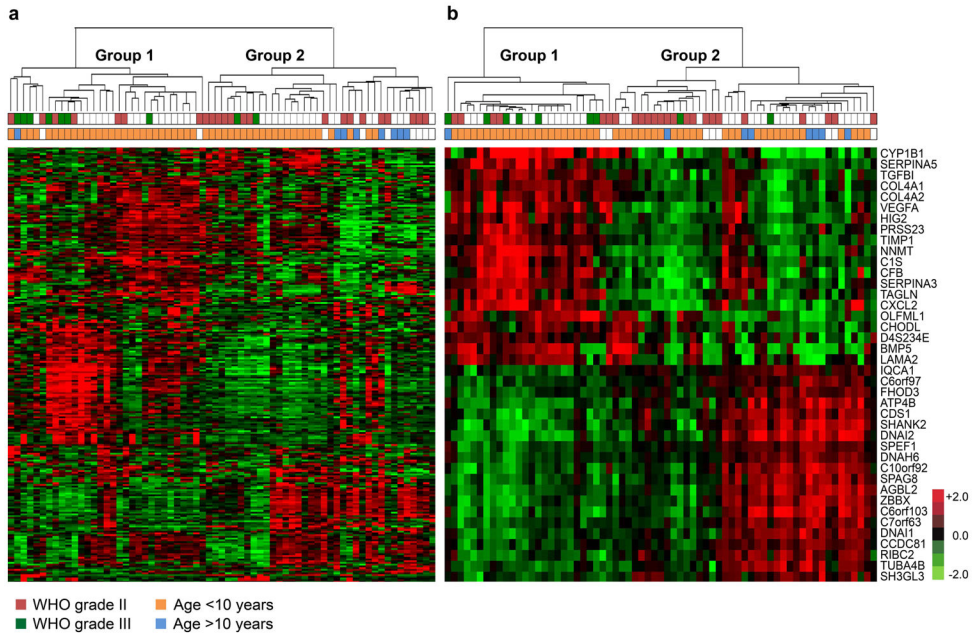 a
b
Group 1
Group 2
Group 1
Group 2
CYP1B1
SERPINA5
TGFBI
COL4A1
COL4A2
VEGFA
HIG2
PRSS23
TIMP1
NNMT
C1S
CFB
SERPINA3
TAGLN
CXCL2
OLFML1
CHODL
D4S234E
BMP5
LAMA2
IQCA1
C6orf97
FHOD3
ATP4B
CDS1
SHANK2
DNAI2
SPEF1
DNAH6
C10orf92
SPAG8
AGBL2
ZBBX
C6orf103
C7orf63
DNAI1
CCDC81
RIBC2
TUBA4B
SH3GL3
+2.0
0.0
-2.0
WHO grade II
Age <10 years
WHO grade III
Age >10 years